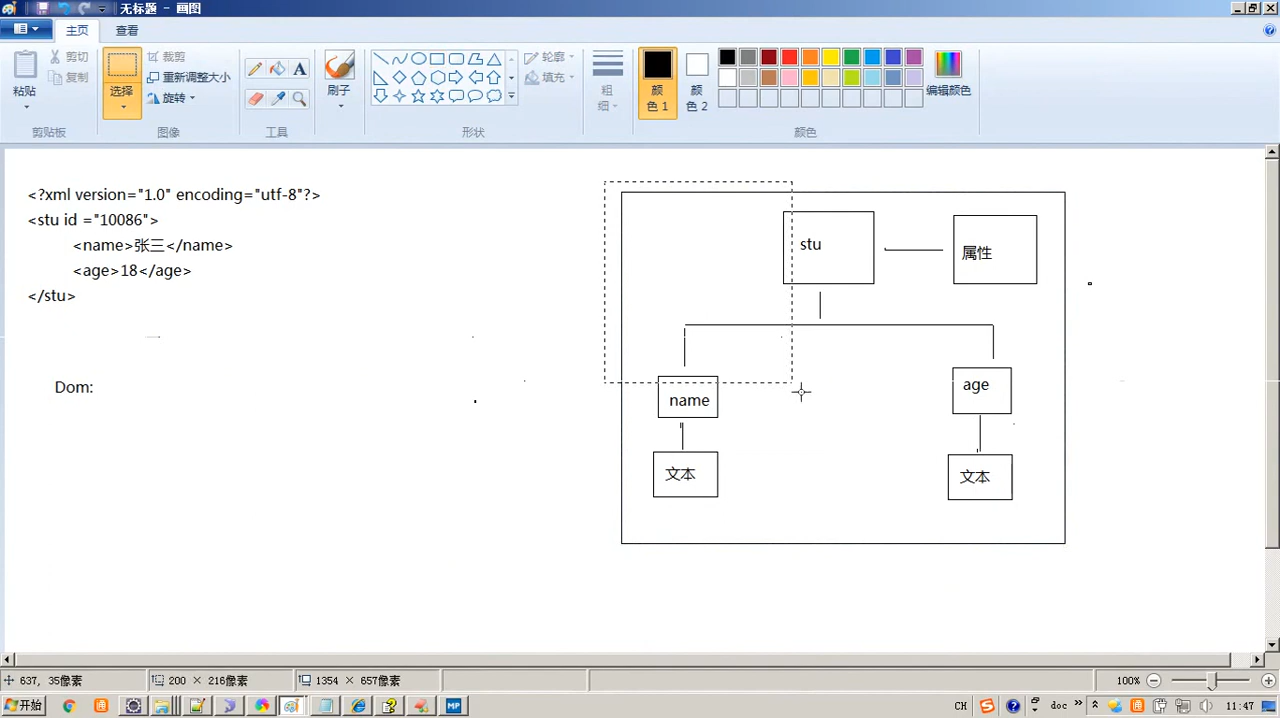 无标题 - 画图
主页
查看
粘贴
剪切
复制
剪贴板
选择
裁剪
重新调整大小
旋转
图像
A
工具
刷子
轮廓
填充
形状
粗细
颜色 1
颜色 2
编辑颜色
颜色
<?xml version="1.0" encoding="utf-8"?>
<stu id ="10086">
<name>张三</name>
<age>18</age>
</stu>
Dom:
stu
属性
name
age
文本
文本
637, 35像素
200 × 216像素
1354 × 657像素
100%
开始
MP
CH
doc
11:47